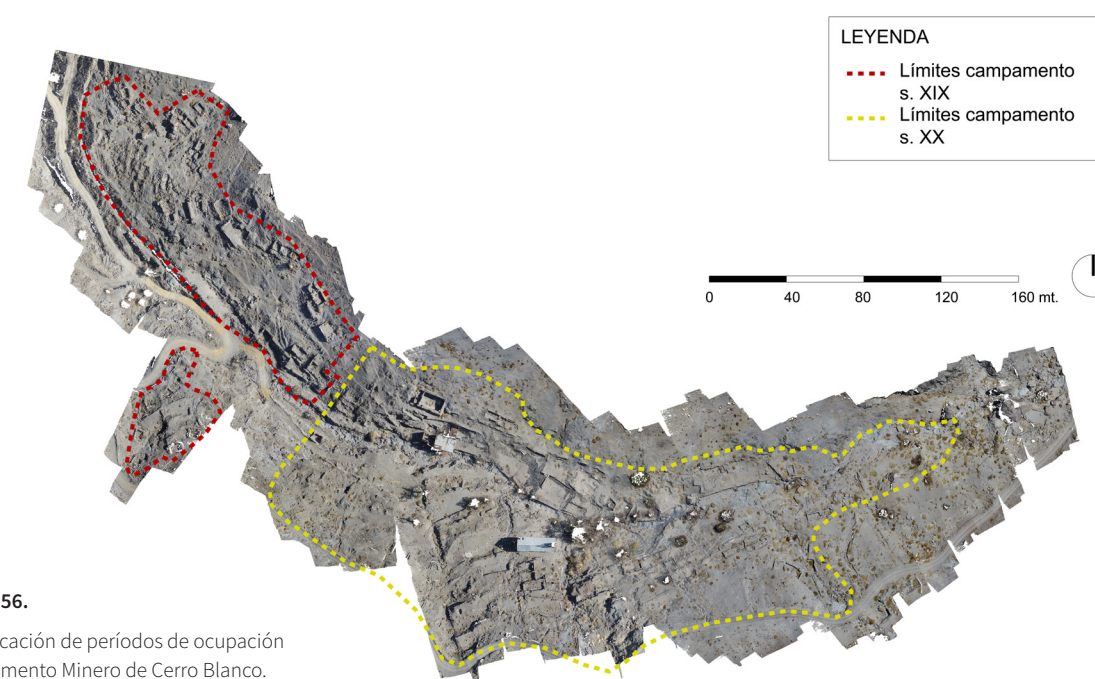 LEYENDA
Límites campamento
s. XIX
Límites campamento
s. XX
0 40 80 120 160 mt.
56.
cación de períodos de ocupación
mento Minero de Cerro Blanco.